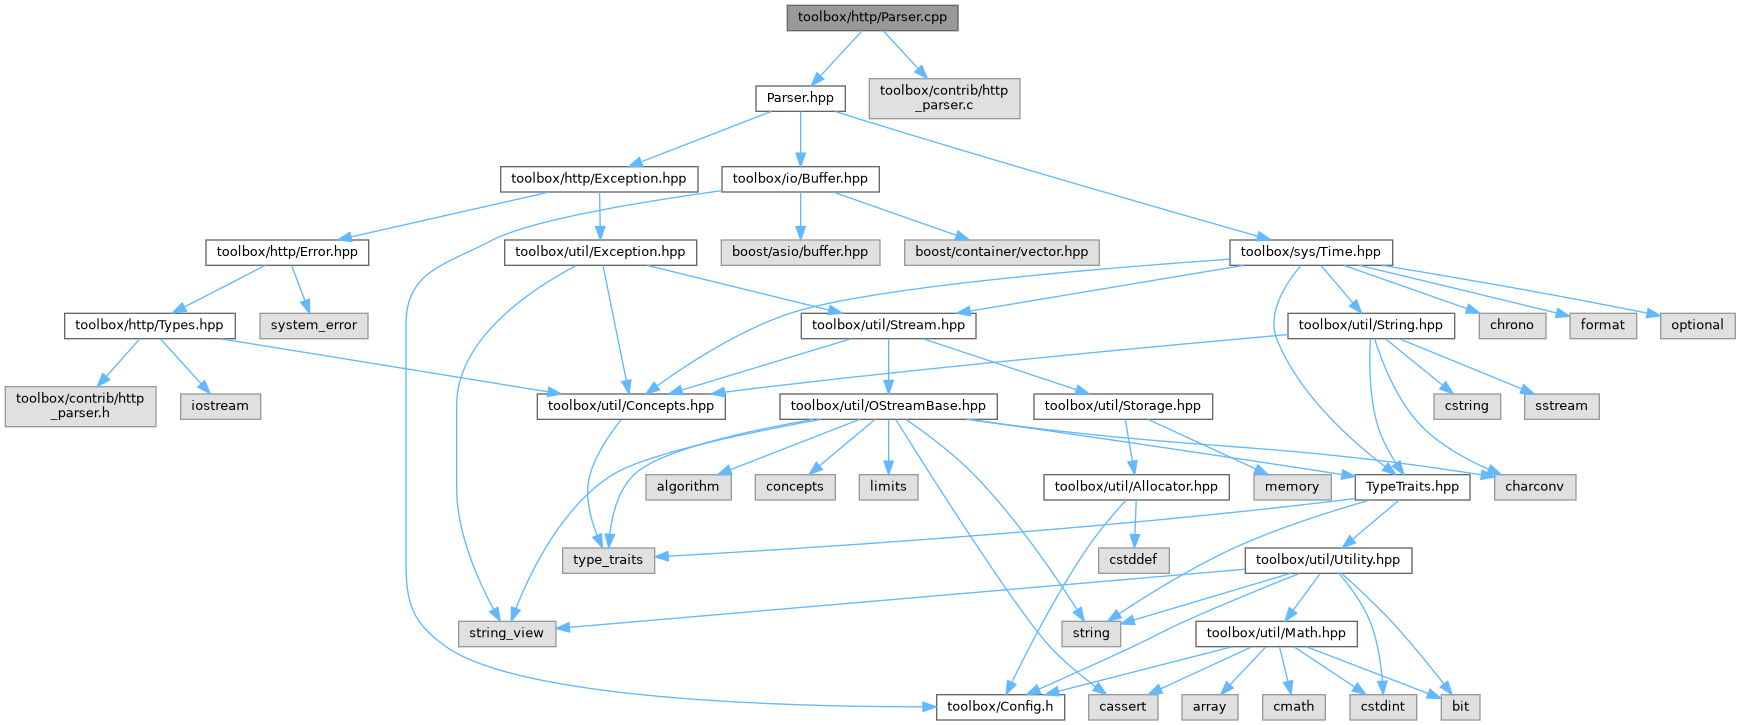 toolbox/http/Parser.cpp
Parser.hpp
toolbox/contrib/http
_parser.c
toolbox/http/Exception.hpp
toolbox/io/Buffer.hpp
toolbox/http/Error.hpp
toolbox/util/Exception.hpp
boost/asio/buffer.hpp
boost/container/vector.hpp
toolbox/sys/Time.hpp
toolbox/http/Types.hpp
system_error
toolbox/util/Stream.hpp
toolbox/util/String.hpp
chrono
format
optional
toolbox/contrib/http
_parser.h
iostream
toolbox/util/Concepts.hpp
toolbox/util/OStreamBase.hpp
toolbox/util/Storage.hpp
cstring
sstream
algorithm
concepts
limits
toolbox/util/Allocator.hpp
memory
TypeTraits.hpp
charconv
type_traits
cstddef
toolbox/util/Utility.hpp
string_view
string
toolbox/util/Math.hpp
toolbox/Config.h
cassert
array
cmath
cstdint
bit